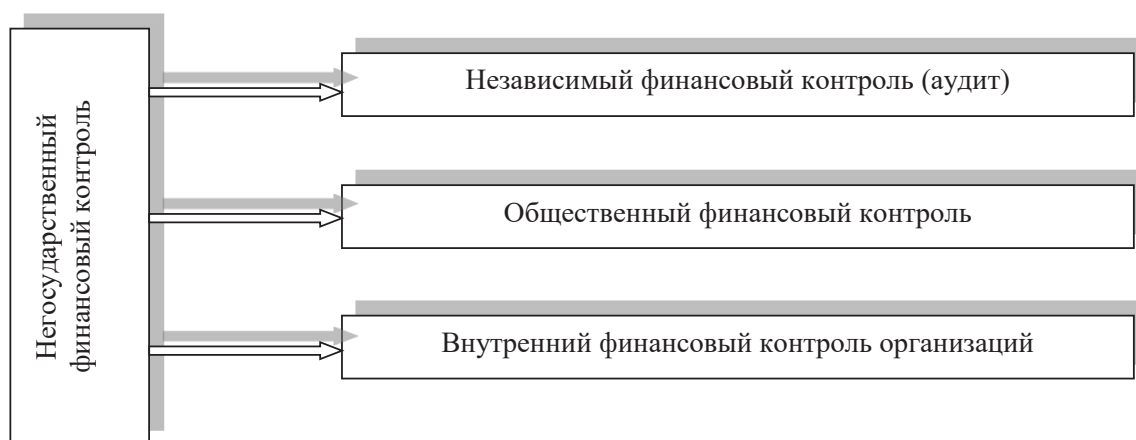 Негосударственный
финансовый контроль
Независимый финансовый контроль (аудит)
Общественный финансовый контроль
Внутренний финансовый контроль организаций